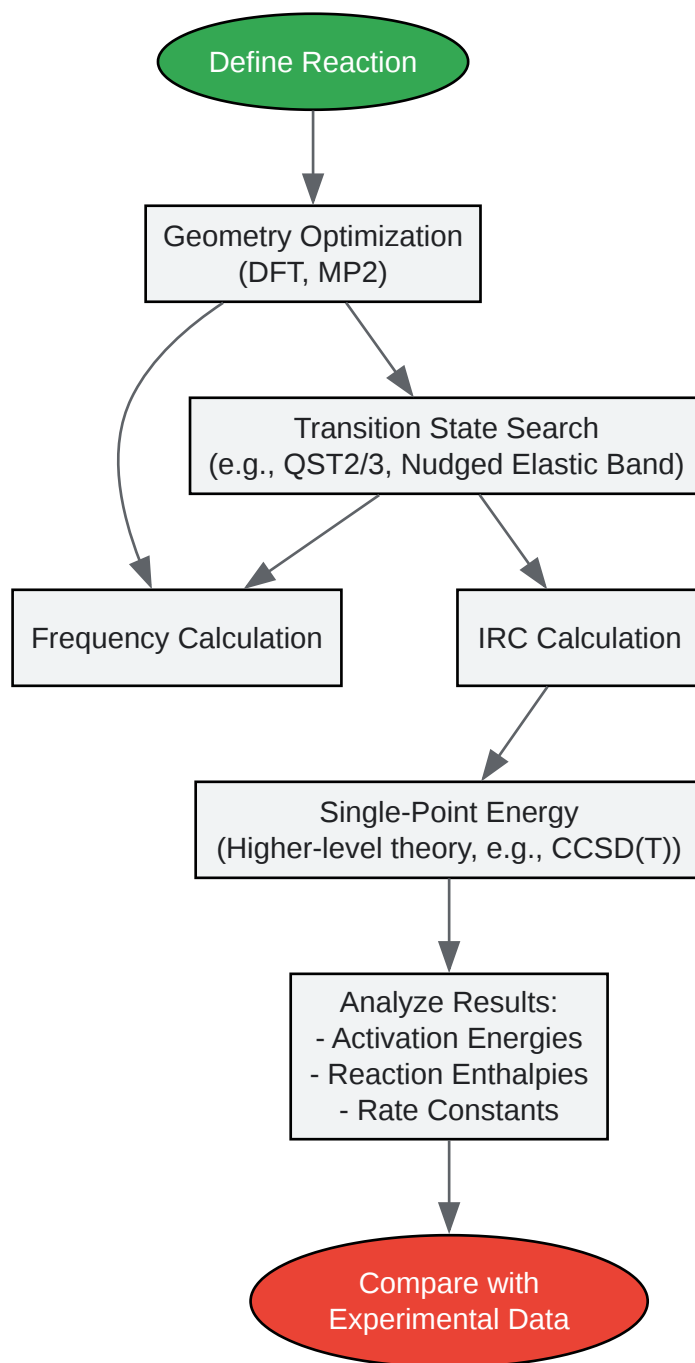 Define Reaction
Geometry Optimization
(DFT, MP2)
Transition State Search
(e.g., QST2/3, Nudged Elastic Band)
Frequency Calculation
IRC Calculation
Single-Point Energy
(Higher-level theory, e.g., CCSD(T))
Analyze Results:
- Activation Energies
- Reaction Enthalpies
- Rate Constants
Compare with
Experimental Data